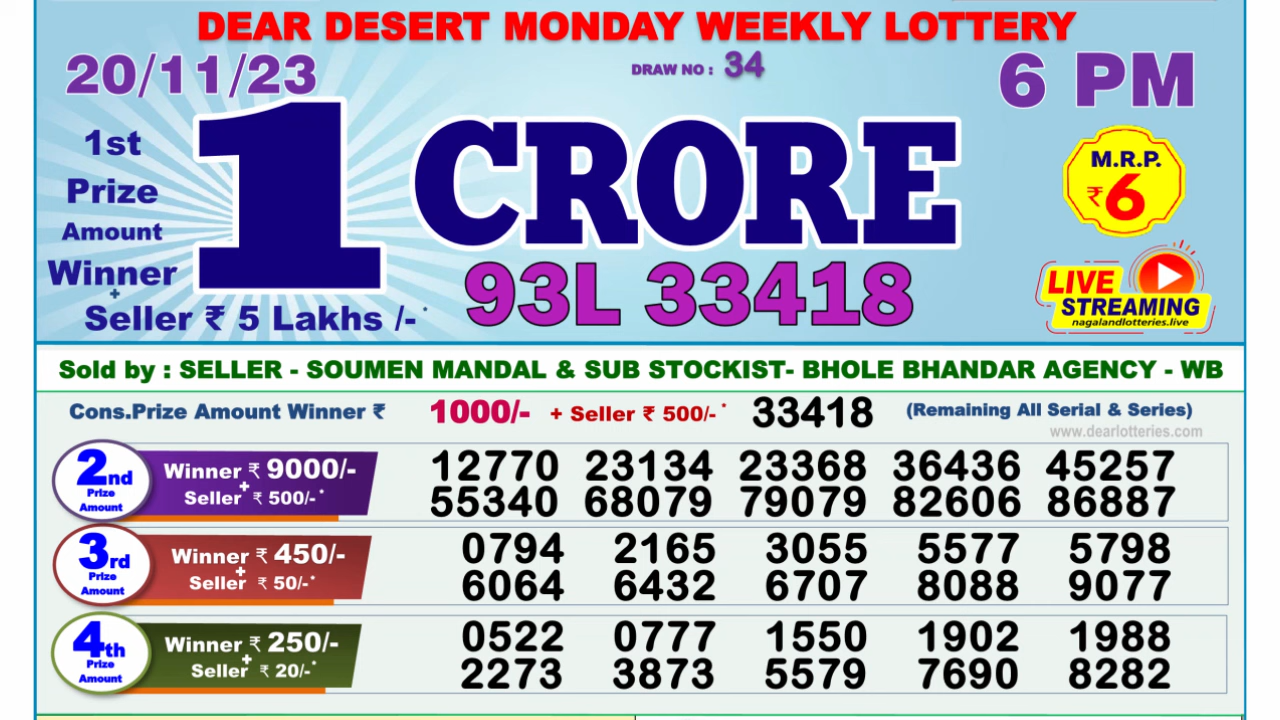 DEAR DESERT MONDAY WEEKLY LOTTERY
20/11/23
DRAW NO : 34
6 PM
1st
Prize
Amount
Winner
+
Seller ₹ 5 Lakhs /-*
1 CRORE
93L 33418
M.R.P.
₹6
LIVE
STREAMING
nagalandlotteries.live
Sold by : SELLER - SOUMEN MANDAL & SUB STOCKIST- BHOLE BHANDAR AGENCY - WB
Cons.Prize Amount Winner ₹ 1000/- + Seller ₹ 500/-* 33418 (Remaining All Serial & Series)
www.dearlotteries.com
2nd
Prize
Amount
Winner ₹ 9000/-
+
Seller ₹ 500/-*
12770 23134 23368 36436 45257
55340 68079 79079 82606 86887
3rd
Prize
Amount
Winner ₹ 450/-
+
Seller ₹ 50/-*
0794 2165 3055 5577 5798
6064 6432 6707 8088 9077
4th
Prize
Amount
Winner ₹ 250/-
+
Seller ₹ 20/-*
0522 0777 1550 1902 1988
2273 3873 5579 7690 8282